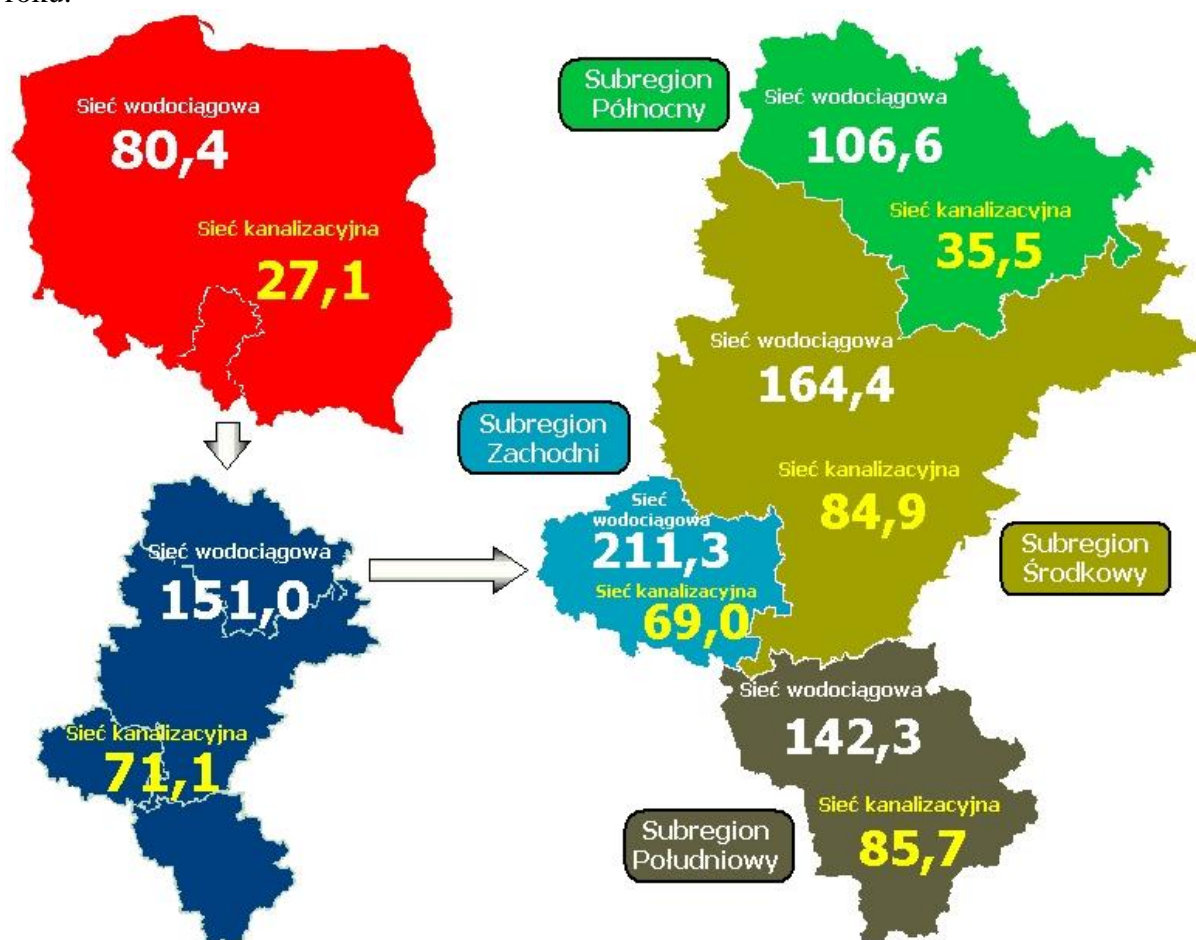 roku.
Sieć wodociągowa
80,4
Sieć kanalizacyjna
27,1
Sieć wodociągowa
151,0
Sieć kanalizacyjna
71,1
Subregion
Północny
Sieć wodociągowa
106,6
Sieć kanalizacyjna
35,5
Sieć wodociągowa
164,4
Sieć kanalizacyjna
84,9
Subregion
Środkowy
Subregion
Zachodni
Sieć
wodociągowa
211,3
Sieć kanalizacyjna
69,0
Sieć wodociągowa
142,3
Sieć kanalizacyjna
85,7
Subregion
Południowy